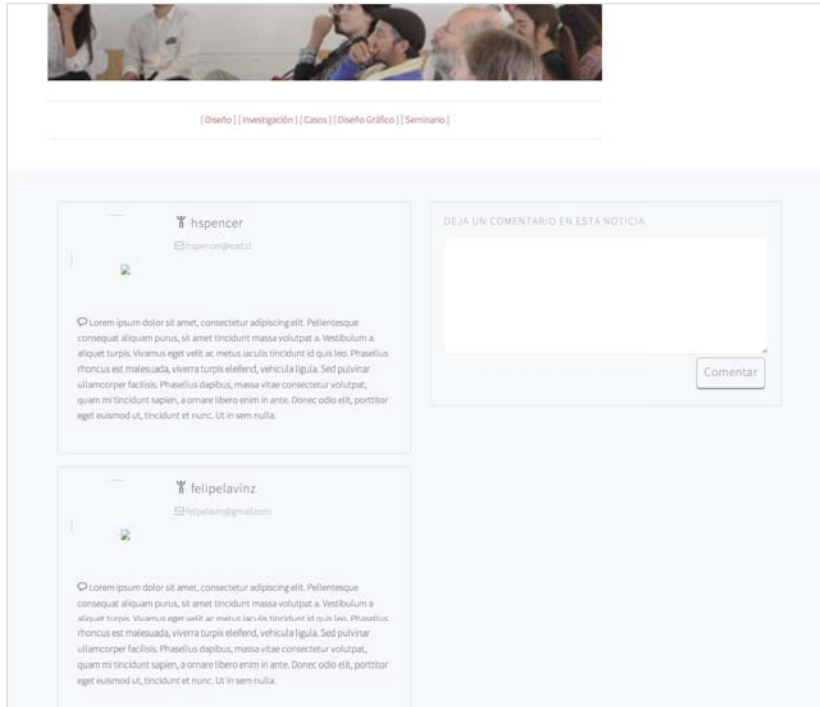 [ Diseño ] [ Investigación ] [ Casos ] [ Diseño Gráfico ] [ Seminario ]
hspencer
hspencer@ead.cl
Lorem ipsum dolor sit amet, consectetur adipiscing elit. Pellentesque
consequat aliquam purus, sit amet tincidunt massa volutpat a. Vestibulum a
aliquet turpis. Vivamus eget velit ac metus iaculis tincidunt id quis leo. Phasellus
rhoncus est malesuada, viverra turpis eleifend, vehicula ligula. Sed pulvinar
ullamcorper facilisis. Phasellus dapibus, massa vitae consectetur volutpat,
quam mi tincidunt sapien, a ornare libero enim in ante. Donec odio elit, porttitor
eget euismod ut, tincidunt et nunc. Ut in sem nulla.
DEJA UN COMENTARIO EN ESTA NOTICIA
Comentar
felipelavinz
felipelavin@gmail.com
Lorem ipsum dolor sit amet, consectetur adipiscing elit. Pellentesque
consequat aliquam purus, sit amet tincidunt massa volutpat a. Vestibulum a
aliquet turpis. Vivamus eget velit ac metus iaculis tincidunt id quis leo. Phasellus
rhoncus est malesuada, viverra turpis eleifend, vehicula ligula. Sed pulvinar
ullamcorper facilisis. Phasellus dapibus, massa vitae consectetur volutpat,
quam mi tincidunt sapien, a ornare libero enim in ante. Donec odio elit, porttitor
eget euismod ut, tincidunt et nunc. Ut in sem nulla.